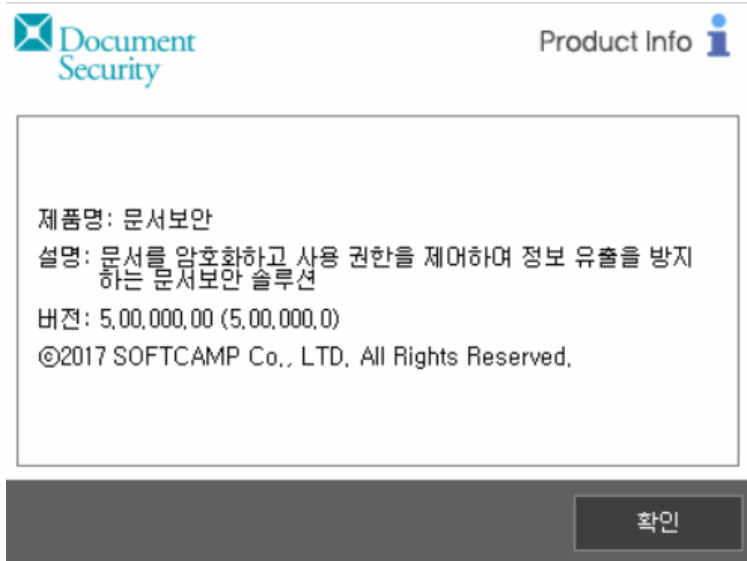 Document
Security
Product Info
제품명: 문서보안
설명: 문서를 암호화하고 사용 권한을 제어하며 정보 유출을 방지
하는 문서보안 솔루션
버전: 5,00,000,00 (5,00,000,0)
©2017 SOFTCAMP Co,, LTD, All Rights Reserved,
확인